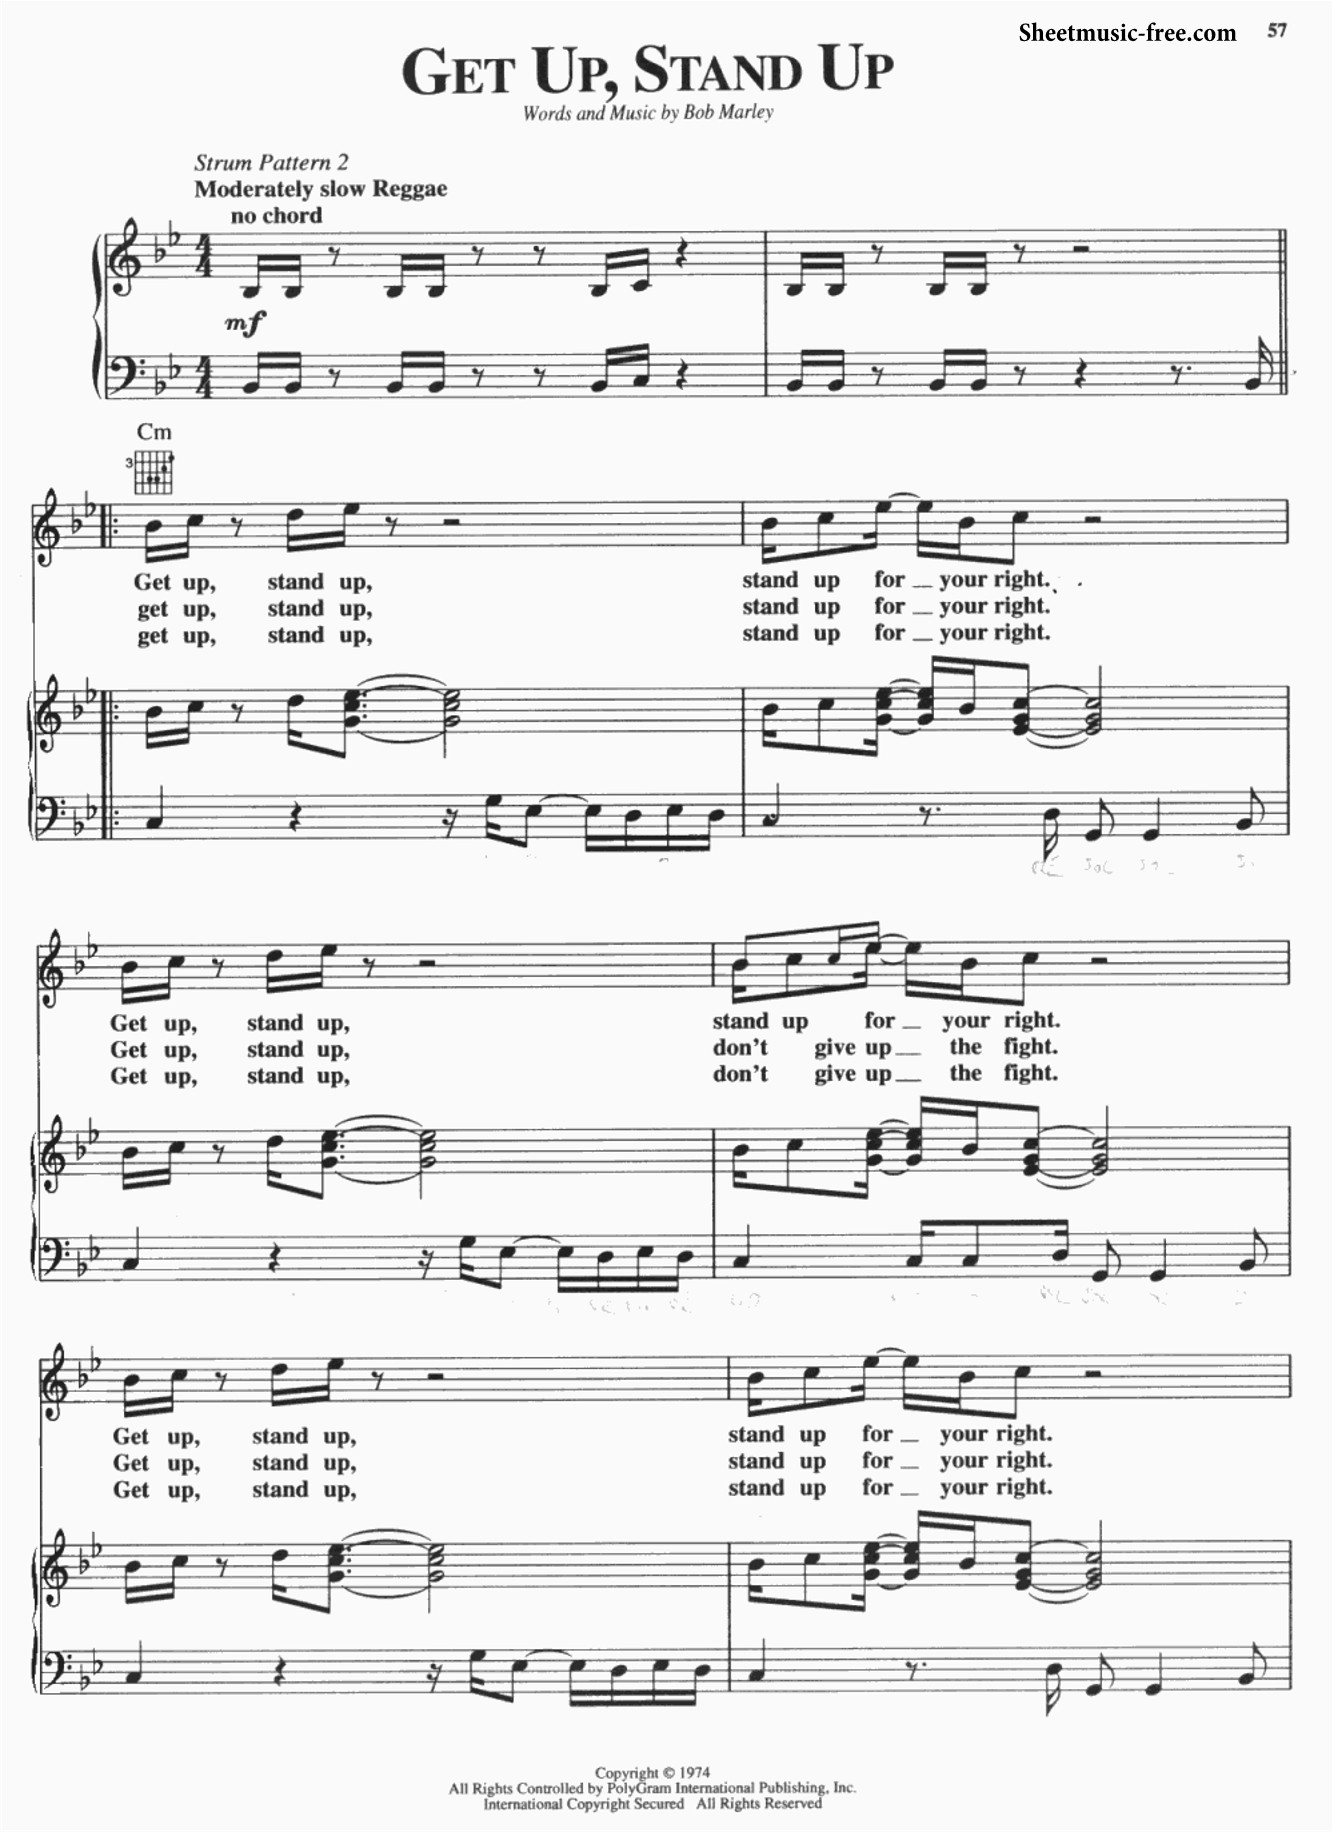 Sheetmusic-free.com 57
GET UP, STAND UP
Words and Music by Bob Marley
Strum Pattern 2
Moderately slow Reggae
no chord
4
4
mf
4
4
Cm
3
Get up, stand up, stand up for _ your right.
get up, stand up, stand up for _ your right.
get up, stand up, stand up for _ your right.
Get up, stand up, stand up for _ your right.
Get up, stand up, don't give up _ the fight.
Get up, stand up, don't give up _ the fight.
Get up, stand up, stand up for _ your right.
Get up, stand up, stand up for _ your right.
Get up, stand up, stand up for _ your right.
Copyright © 1974
All Rights Controlled by PolyGram International Publishing, Inc.
International Copyright Secured All Rights Reserved